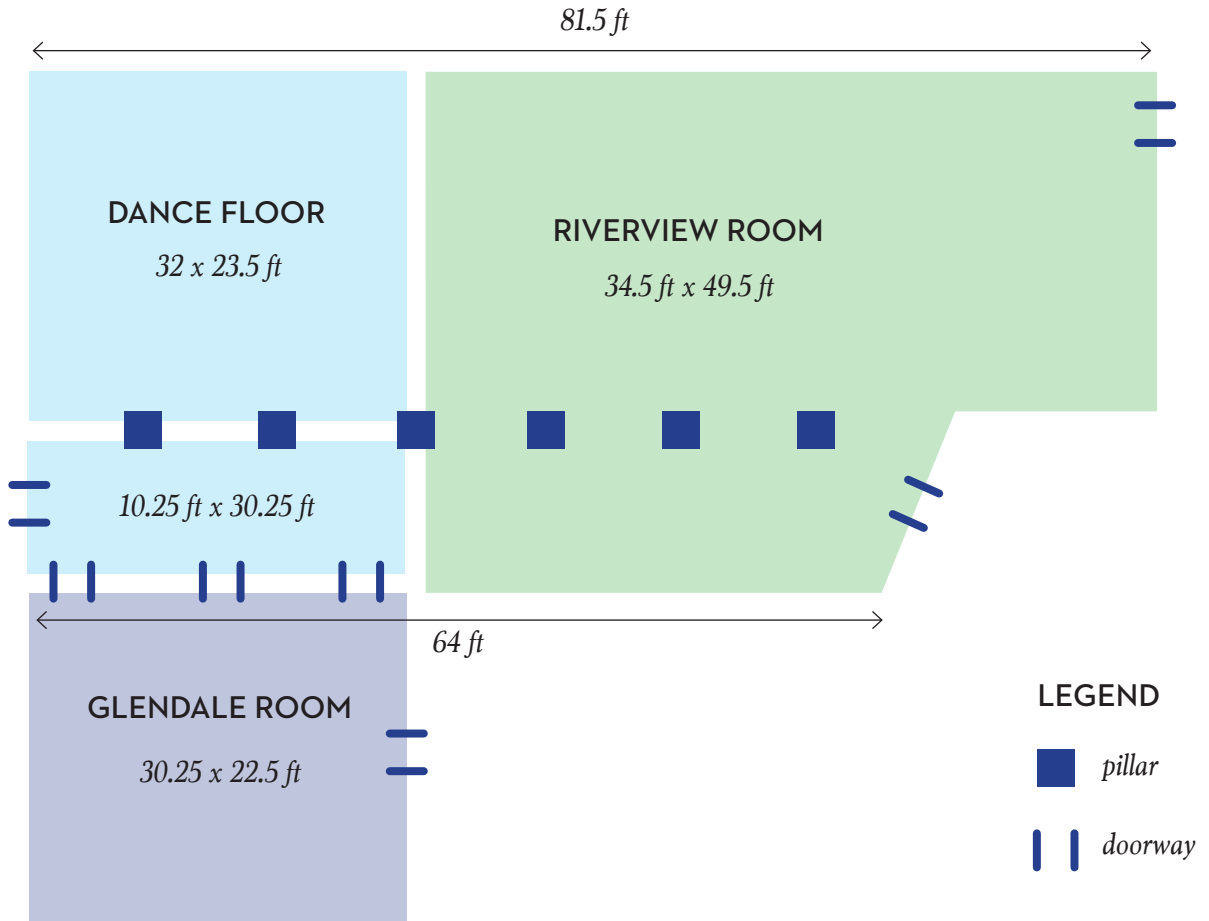 81.5 ft
DANCE FLOOR
32 x 23.5 ft
RIVERVIEW ROOM
34.5 ft x 49.5 ft
10.25 ft x 30.25 ft
64 ft
GLENDALE ROOM
30.25 x 22.5 ft
LEGEND
pillar
doorway